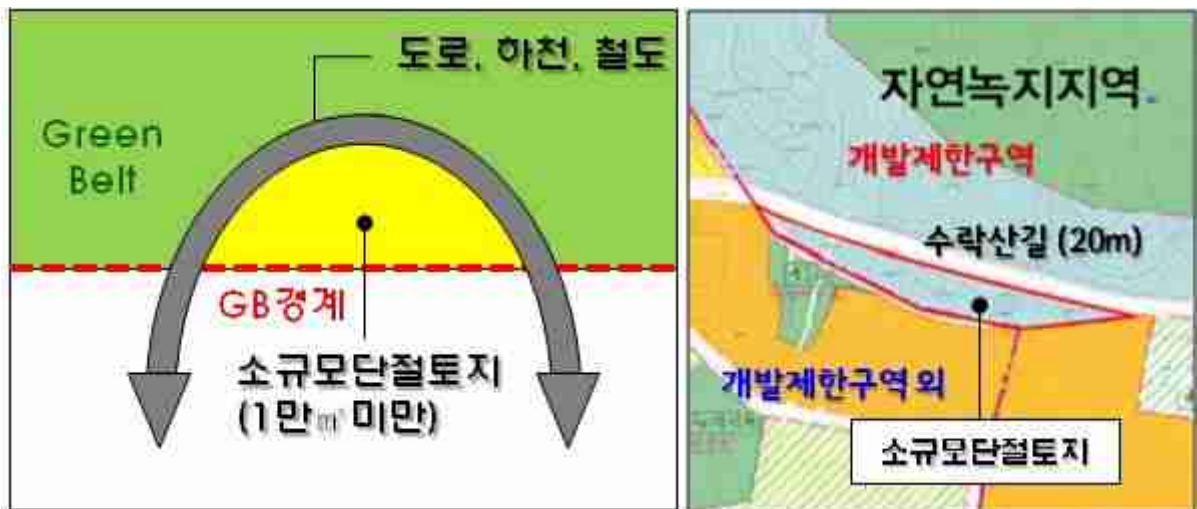 도로, 하천, 철도
Green
Belt
GB경계
소규모단절토지
(1만㎡ 미만)
자연녹지지역
개발제한구역
수락산길 (20m)
개발제한구역 외
소규모단절토지